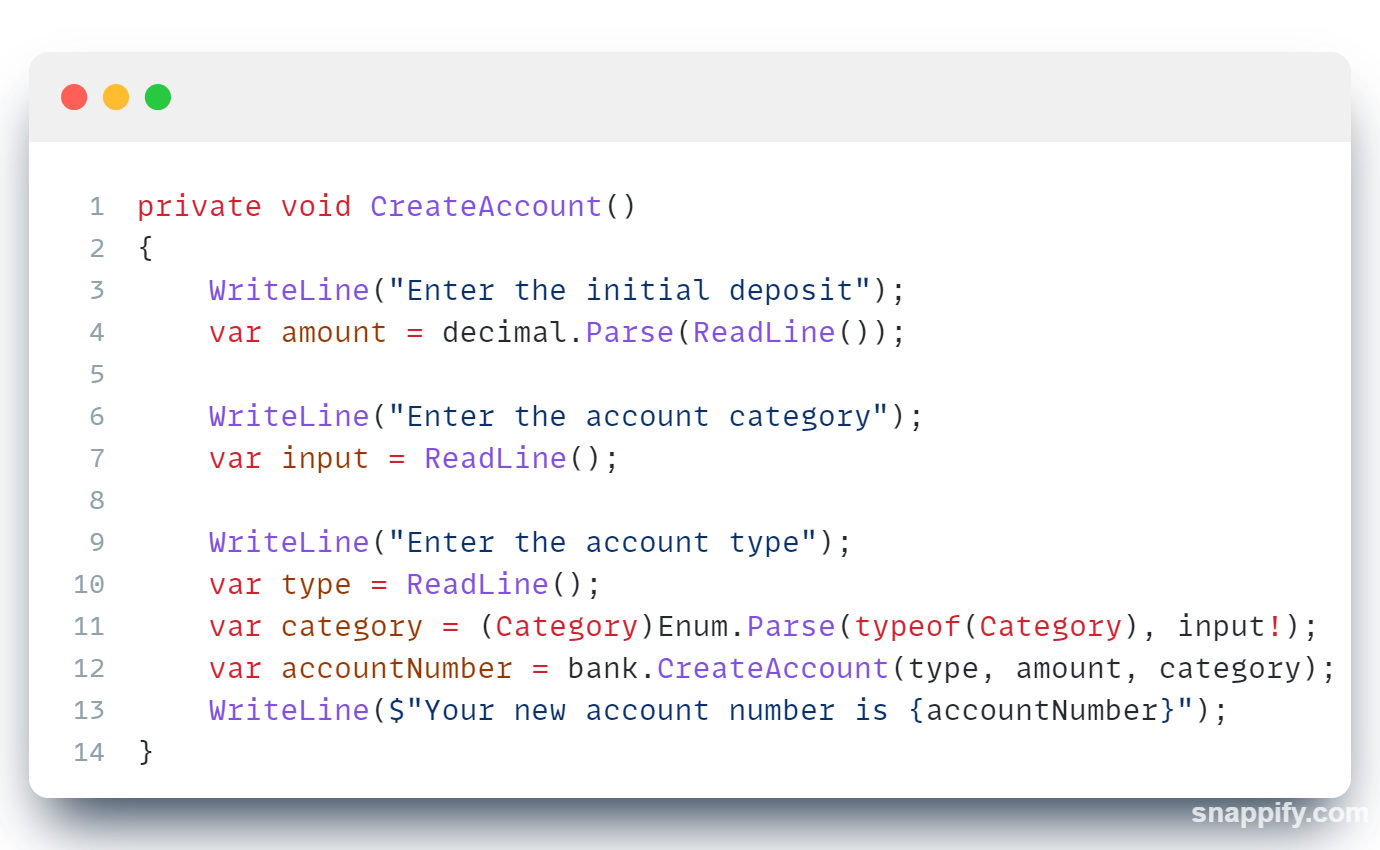 1 private void CreateAccount()
2 {
3     WriteLine("Enter the initial deposit");
4     var amount = decimal.Parse(ReadLine());
5
6     WriteLine("Enter the account category");
7     var input = ReadLine();
8
9     WriteLine("Enter the account type");
10     var type = ReadLine();
11     var category = (Category)Enum.Parse(typeof(Category), input!);
12     var accountNumber = bank.CreateAccount(type, amount, category);
13     WriteLine($"Your new account number is {accountNumber}");
14 }
snappify.com